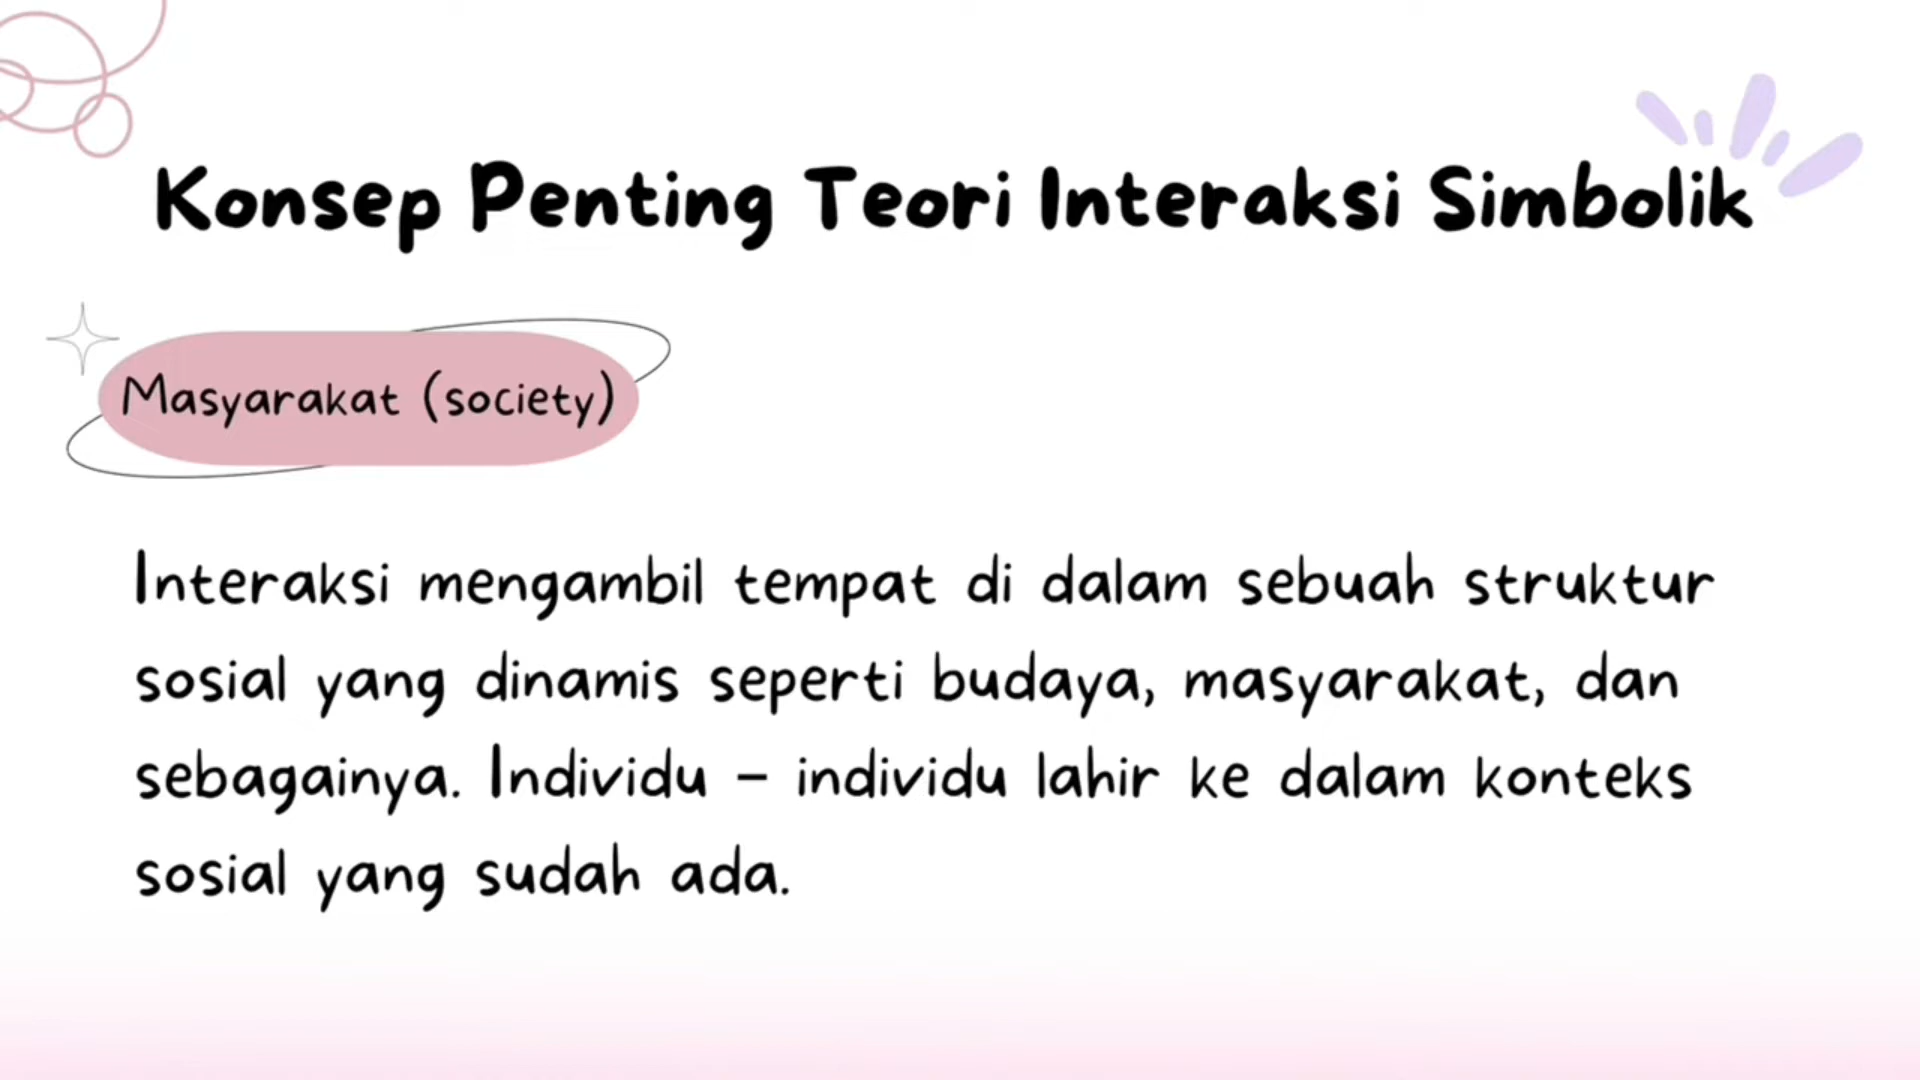 Konsep Penting Teori Interaksi Simbolik
Masyarakat (society)
Interaksi mengambil tempat di dalam sebuah struktur
sosial yang dinamis seperti budaya, masyarakat, dan
sebagainya. Individu - individu lahir ke dalam konteks
sosial yang sudah ada.